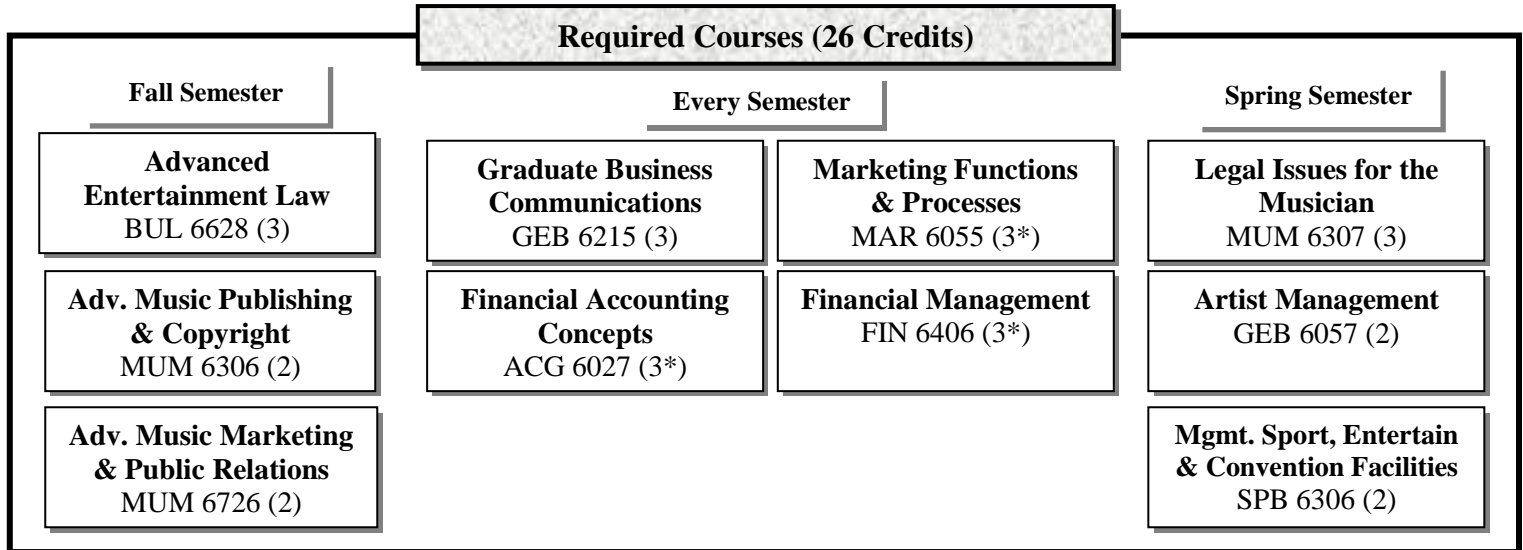 Required Courses (26 Credits)
Fall Semester
Advanced
Entertainment Law
BUL 6628 (3)
Adv. Music Publishing
& Copyright
MUM 6306 (2)
Adv. Music Marketing
& Public Relations
MUM 6726 (2)
Every Semester
Graduate Business
Communications
GEB 6215 (3)
Marketing Functions
& Processes
MAR 6055 (3*)
Financial Accounting
Concepts
ACG 6027 (3*)
Financial Management
FIN 6406 (3*)
Spring Semester
Legal Issues for the
Musician
MUM 6307 (3)
Artist Management
GEB 6057 (2)
Mgmt. Sport, Entertain
& Convention Facilities
SPB 6306 (2)